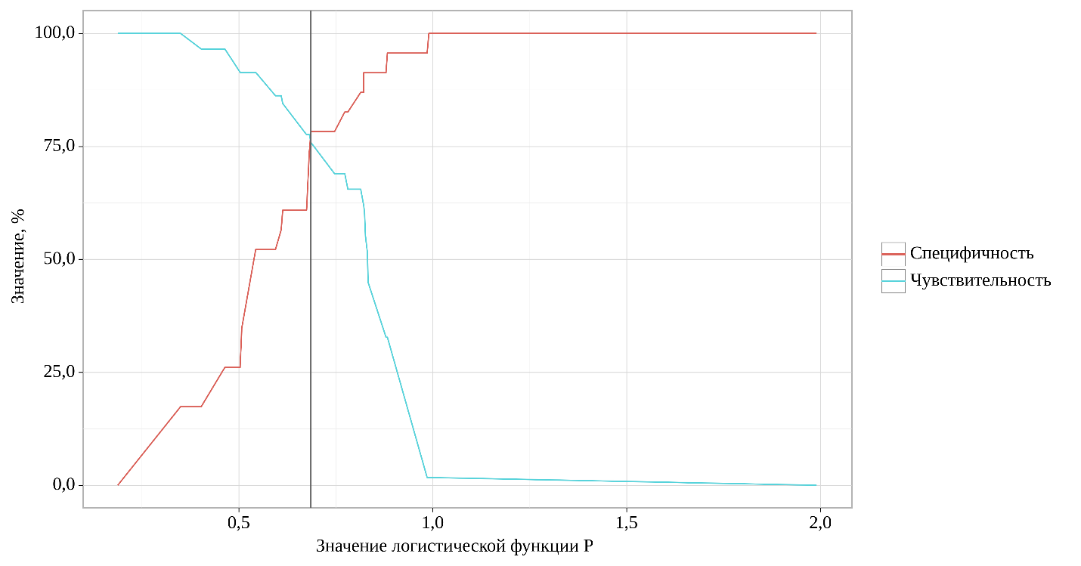 100,0
75,0
50,0
25,0
0,0
Значение, %
0,5
1,0
1,5
2,0
Значение логистической функции P
Специфичность
Чувствительность